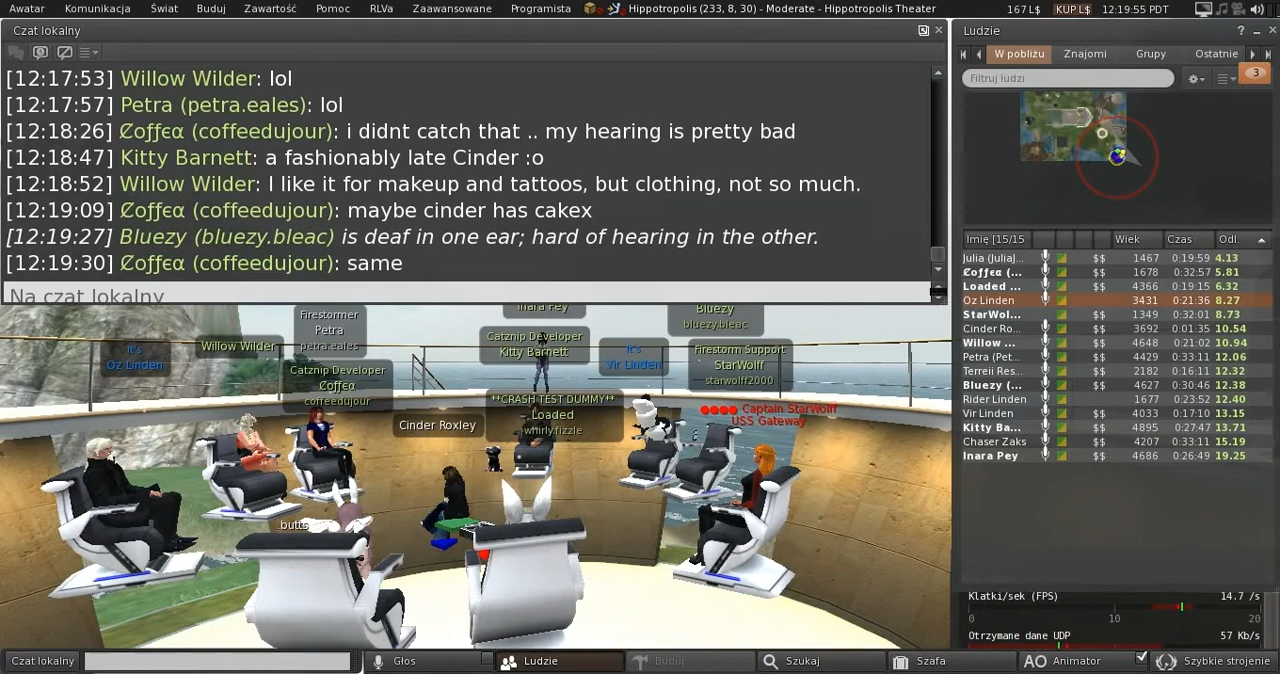 Awatar Komunikacja Świat Buduj Zawartość Pomoc RLVa Zaawansowane Programista Hippotropolis (233, 8, 30) - Moderate - Hippotropolis Theater 167 L$ KUP L$ 12:19:55 PDT
Czat lokalny
[12:17:53] Willow Wilder: lol
[12:17:57] Petra (petra.eales): lol
[12:18:26] Ȼσƒƒєα (coffeedujour): i didnt catch that .. my hearing is pretty bad
[12:18:47] Kitty Barnett: a fashionably late Cinder :o
[12:18:52] Willow Wilder: I like it for makeup and tattoos, but clothing, not so much.
[12:19:09] Ȼσƒƒєα (coffeedujour): maybe cinder has cakex
[12:19:27] Bluezy (bluezy.bleac) is deaf in one ear; hard of hearing in the other.
[12:19:30] Ȼσƒƒєα (coffeedujour): same
Na czat lokalny
Inara Pey
Bluezy
bluezy.bleac
Firestormer
Petra
petra.eales
Willow Wilder
It's
Oz Linden
Catznip Developer
Kitty Barnett
It's
Vir Linden
Firestorm Support
StarWolff
starwolff2000
Catznip Developer
Ȼσƒƒєα
coffeedujour
**CRASH TEST DUMMY**
Loaded
whirly.fizzle
Cinder Roxley
Captain StarWolff
USS Gateway
butts
Ludzie
W pobliżu Znajomi Grupy Ostatnie
Filtruj ludzi
3
Imię [15/15 Wiek Czas Odl.
Julia (JuliaJ... $$ 1467 0:19:59 4.13
Ȼσƒƒєα (... $$ 1678 0:32:57 5.81
Loaded ... $$ 4366 0:19:15 6.32
Oz Linden 3431 0:21:36 8.27
StarWol... $$ 1349 0:32:01 8.73
Cinder Ro... $$ 3692 0:01:35 10.54
Willow ... $$ 4648 0:21:02 10.94
Petra (Pet... $$ 4429 0:33:11 12.06
Terreii Res... $$ 2182 0:16:11 12.32
Bluezy (... $$ 4627 0:30:46 12.38
Rider Linden 1677 0:23:52 12.40
Vir Linden $$ 4033 0:17:10 13.15
Kitty Ba... $$ 4895 0:27:47 13.71
Chaser Zaks $$ 4207 0:33:11 15.19
Inara Pey $$ 4686 0:26:49 19.25
Klatki/sek (FPS) 14.7 /s
0 10 20
Otrzymane dane UDP 57 Kb/s
Czat lokalny Głos Ludzie Buduj Szukaj Szafa AO Animator Szybkie strojenie